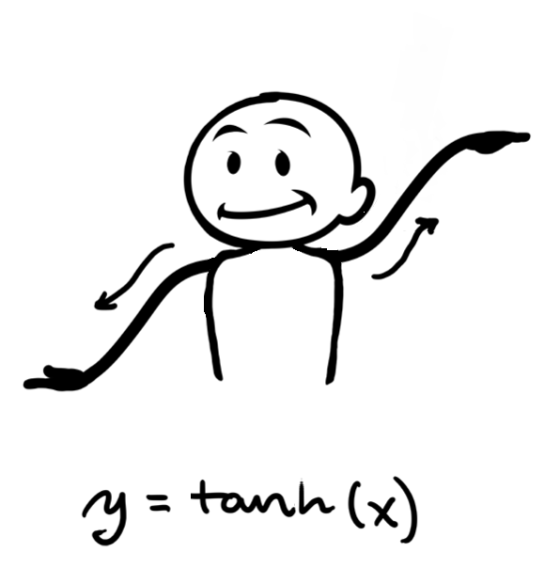 y = tanh(x)